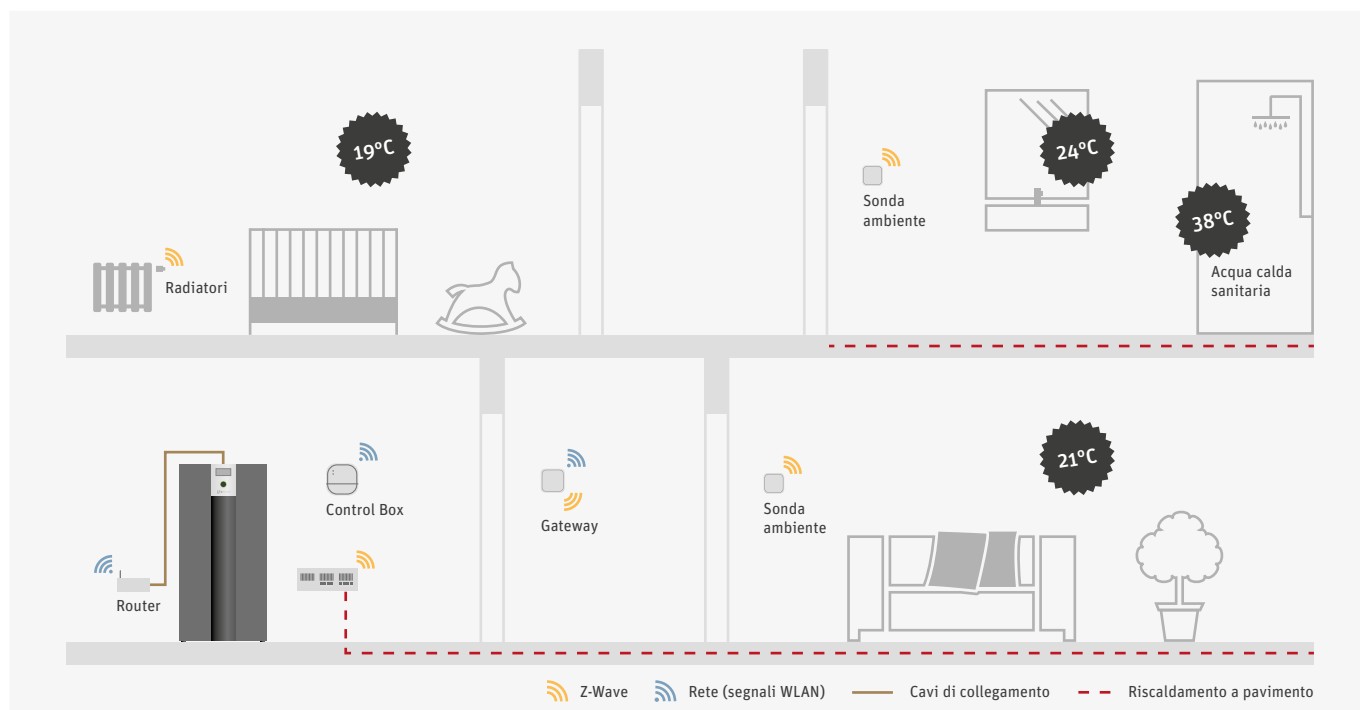 19°C
24°C
Sonda
ambiente
38°C
Radiatori
Acqua calda
sanitaria
21°C
Control Box
Gateway
Sonda
ambiente
Router
Z-Wave
Rete (segnali WLAN)
Cavi di collegamento
Riscaldamento a pavimento